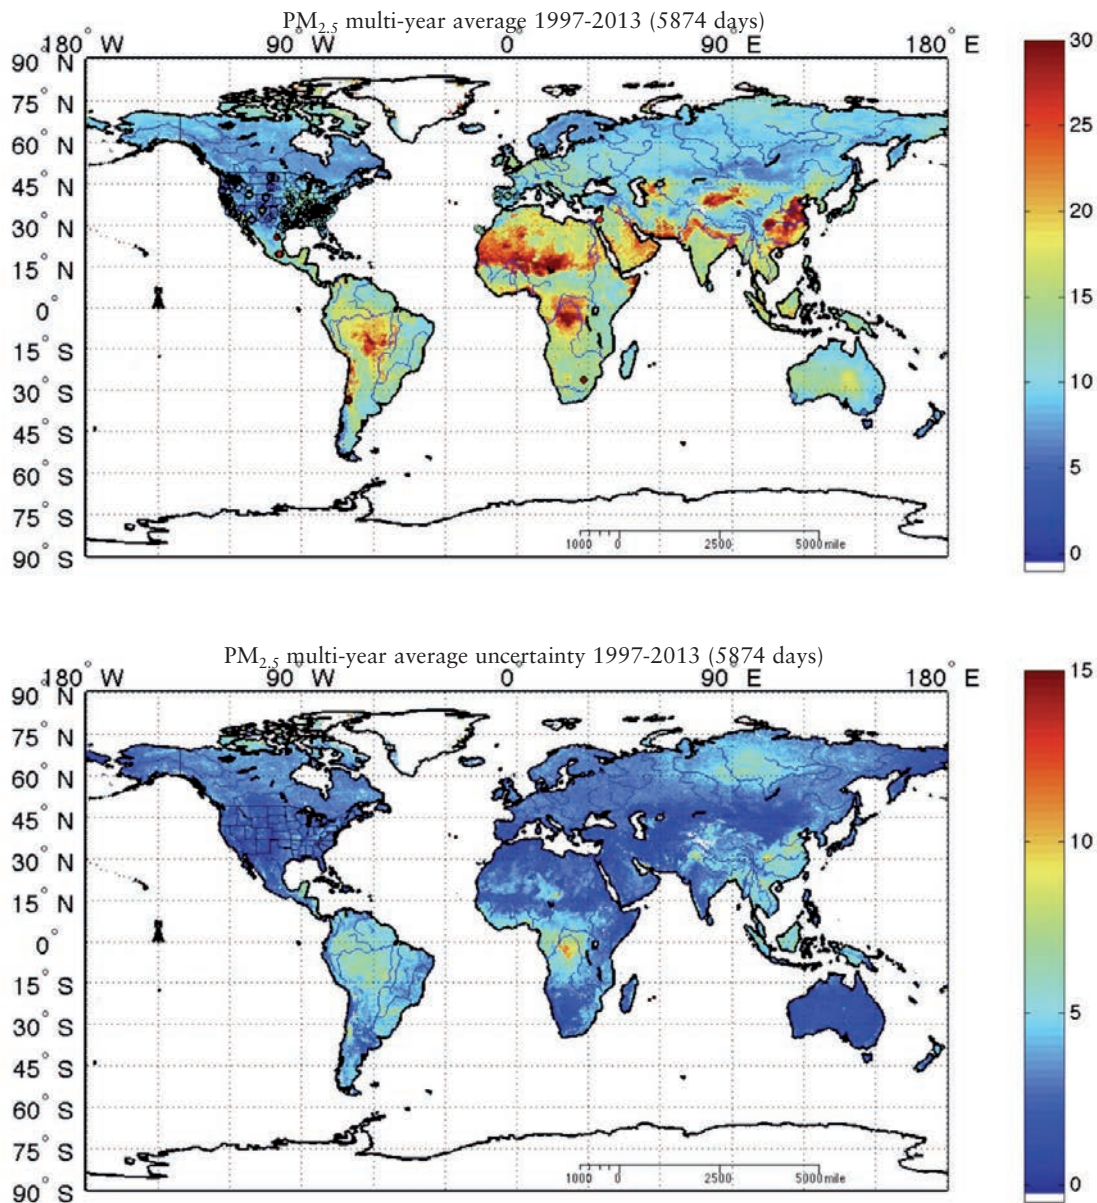 PM2.5 multi-year average 1997-2013 (5874 days)
180° W 90° W 0° 90° E 180° E
90° N
75° N
60° N
45° N
30° N
15° N
0°
15° S
30° S
45° S
60° S
75° S
90° S
30
25
20
15
10
5
0
N
1000 0 2500 5000 mile
PM2.5 multi-year average uncertainty 1997-2013 (5874 days)
180° W 90° W 0° 90° E 180° E
90° N
75° N
60° N
45° N
30° N
15° N
0°
15° S
30° S
45° S
60° S
75° S
90° S
15
10
5
0
N
1000 0 2500 5000 mile